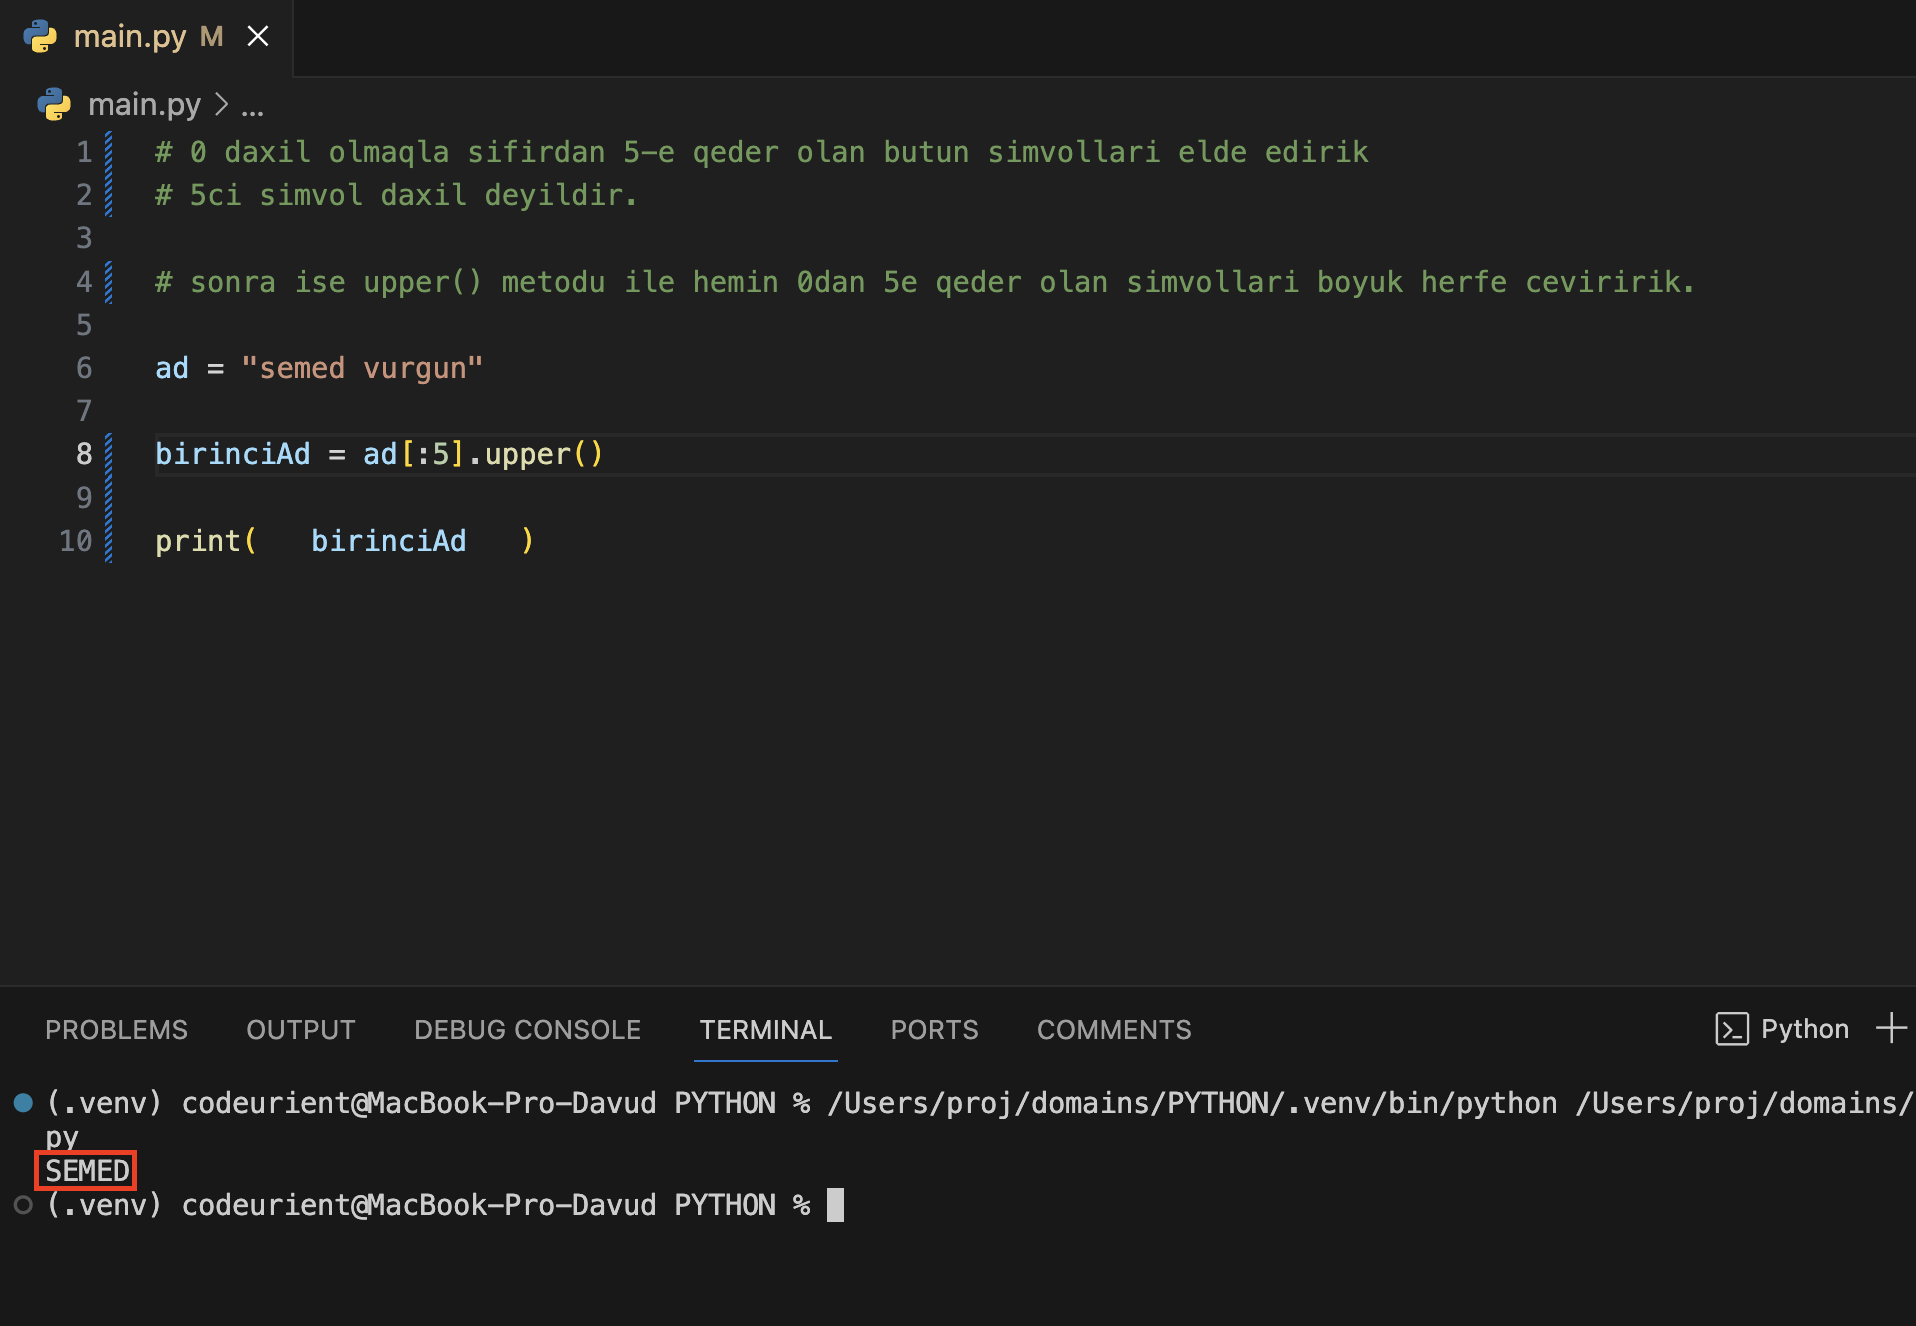 main.py M
main.py > ...
1 # 0 daxil olmaqla sifirdan 5-e qeder olan butun simvollari elde edirik
2 # 5ci simvol daxil deyildir.
3
4 # sonra ise upper() metodu ile hemin 0dan 5e qeder olan simvollari boyuk herfe ceviririk.
5
6 ad = "semed vurgun"
7
8 birinciAd = ad[:5].upper()
9
10 print(   birinciAd   )
PROBLEMS OUTPUT DEBUG CONSOLE TERMINAL PORTS COMMENTS Python
(.venv) codeurient@MacBook-Pro-Davud PYTHON % /Users/proj/domains/PYTHON/.venv/bin/python /Users/proj/domains/
py
SEMED
(.venv) codeurient@MacBook-Pro-Davud PYTHON %